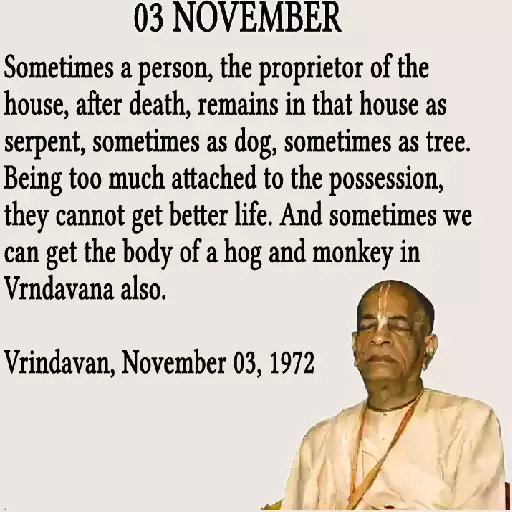 03 NOVEMBER
Sometimes a person, the proprietor of the
house, after death, remains in that house as
serpent, sometimes as dog, sometimes as tree.
Being too much attached to the possession,
they cannot get better life. And sometimes we
can get the body of a hog and monkey in
Vrndavana also.
Vrindavan, November 03, 1972